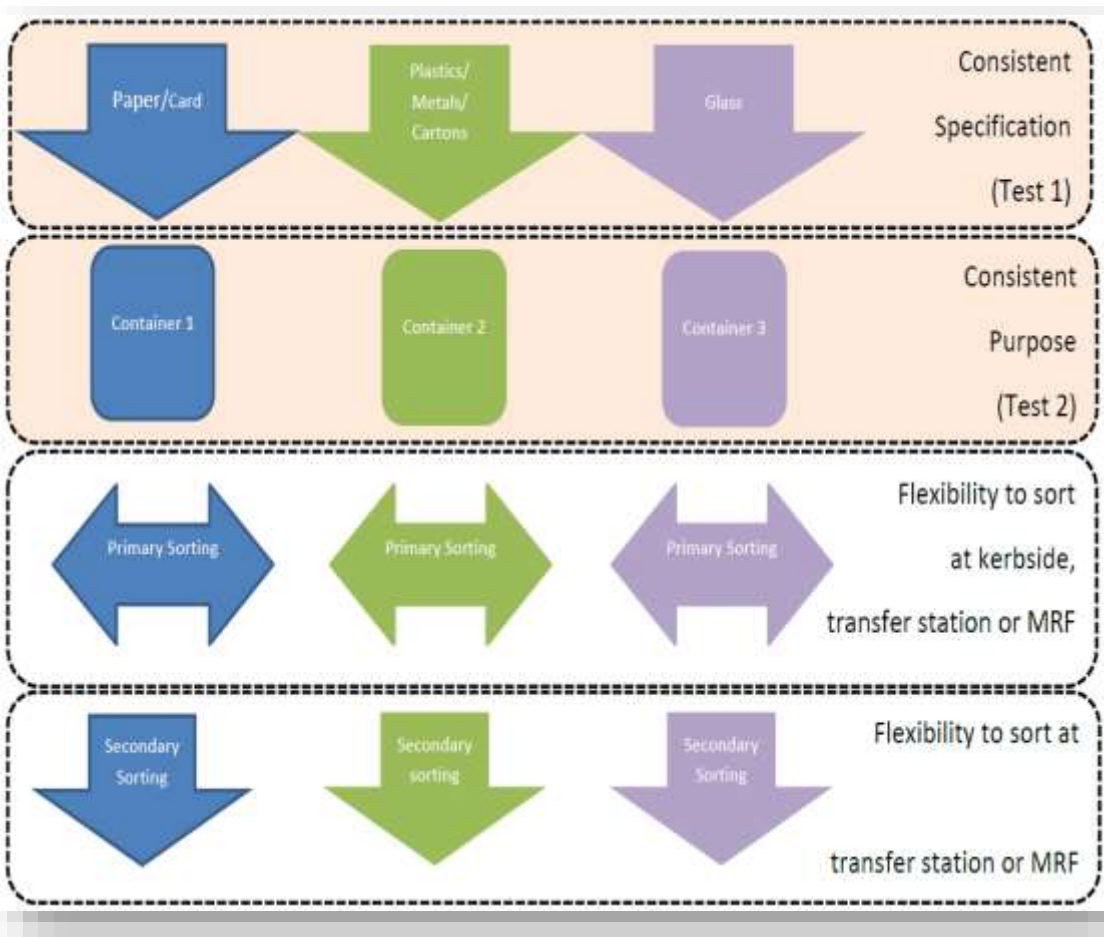 Paper/Card
Plastics/
Metals/
Cartons
Glass
Consistent
Specification
(Test 1)
Container 1
Container 2
Container 3
Consistent
Purpose
(Test 2)
Primary Sorting
Primary Sorting
Primary Sorting
Flexibility to sort
at kerbside,
transfer station or MRF
Secondary
Sorting
Secondary
sorting
Secondary
Sorting
Flexibility to sort at
transfer station or MRF